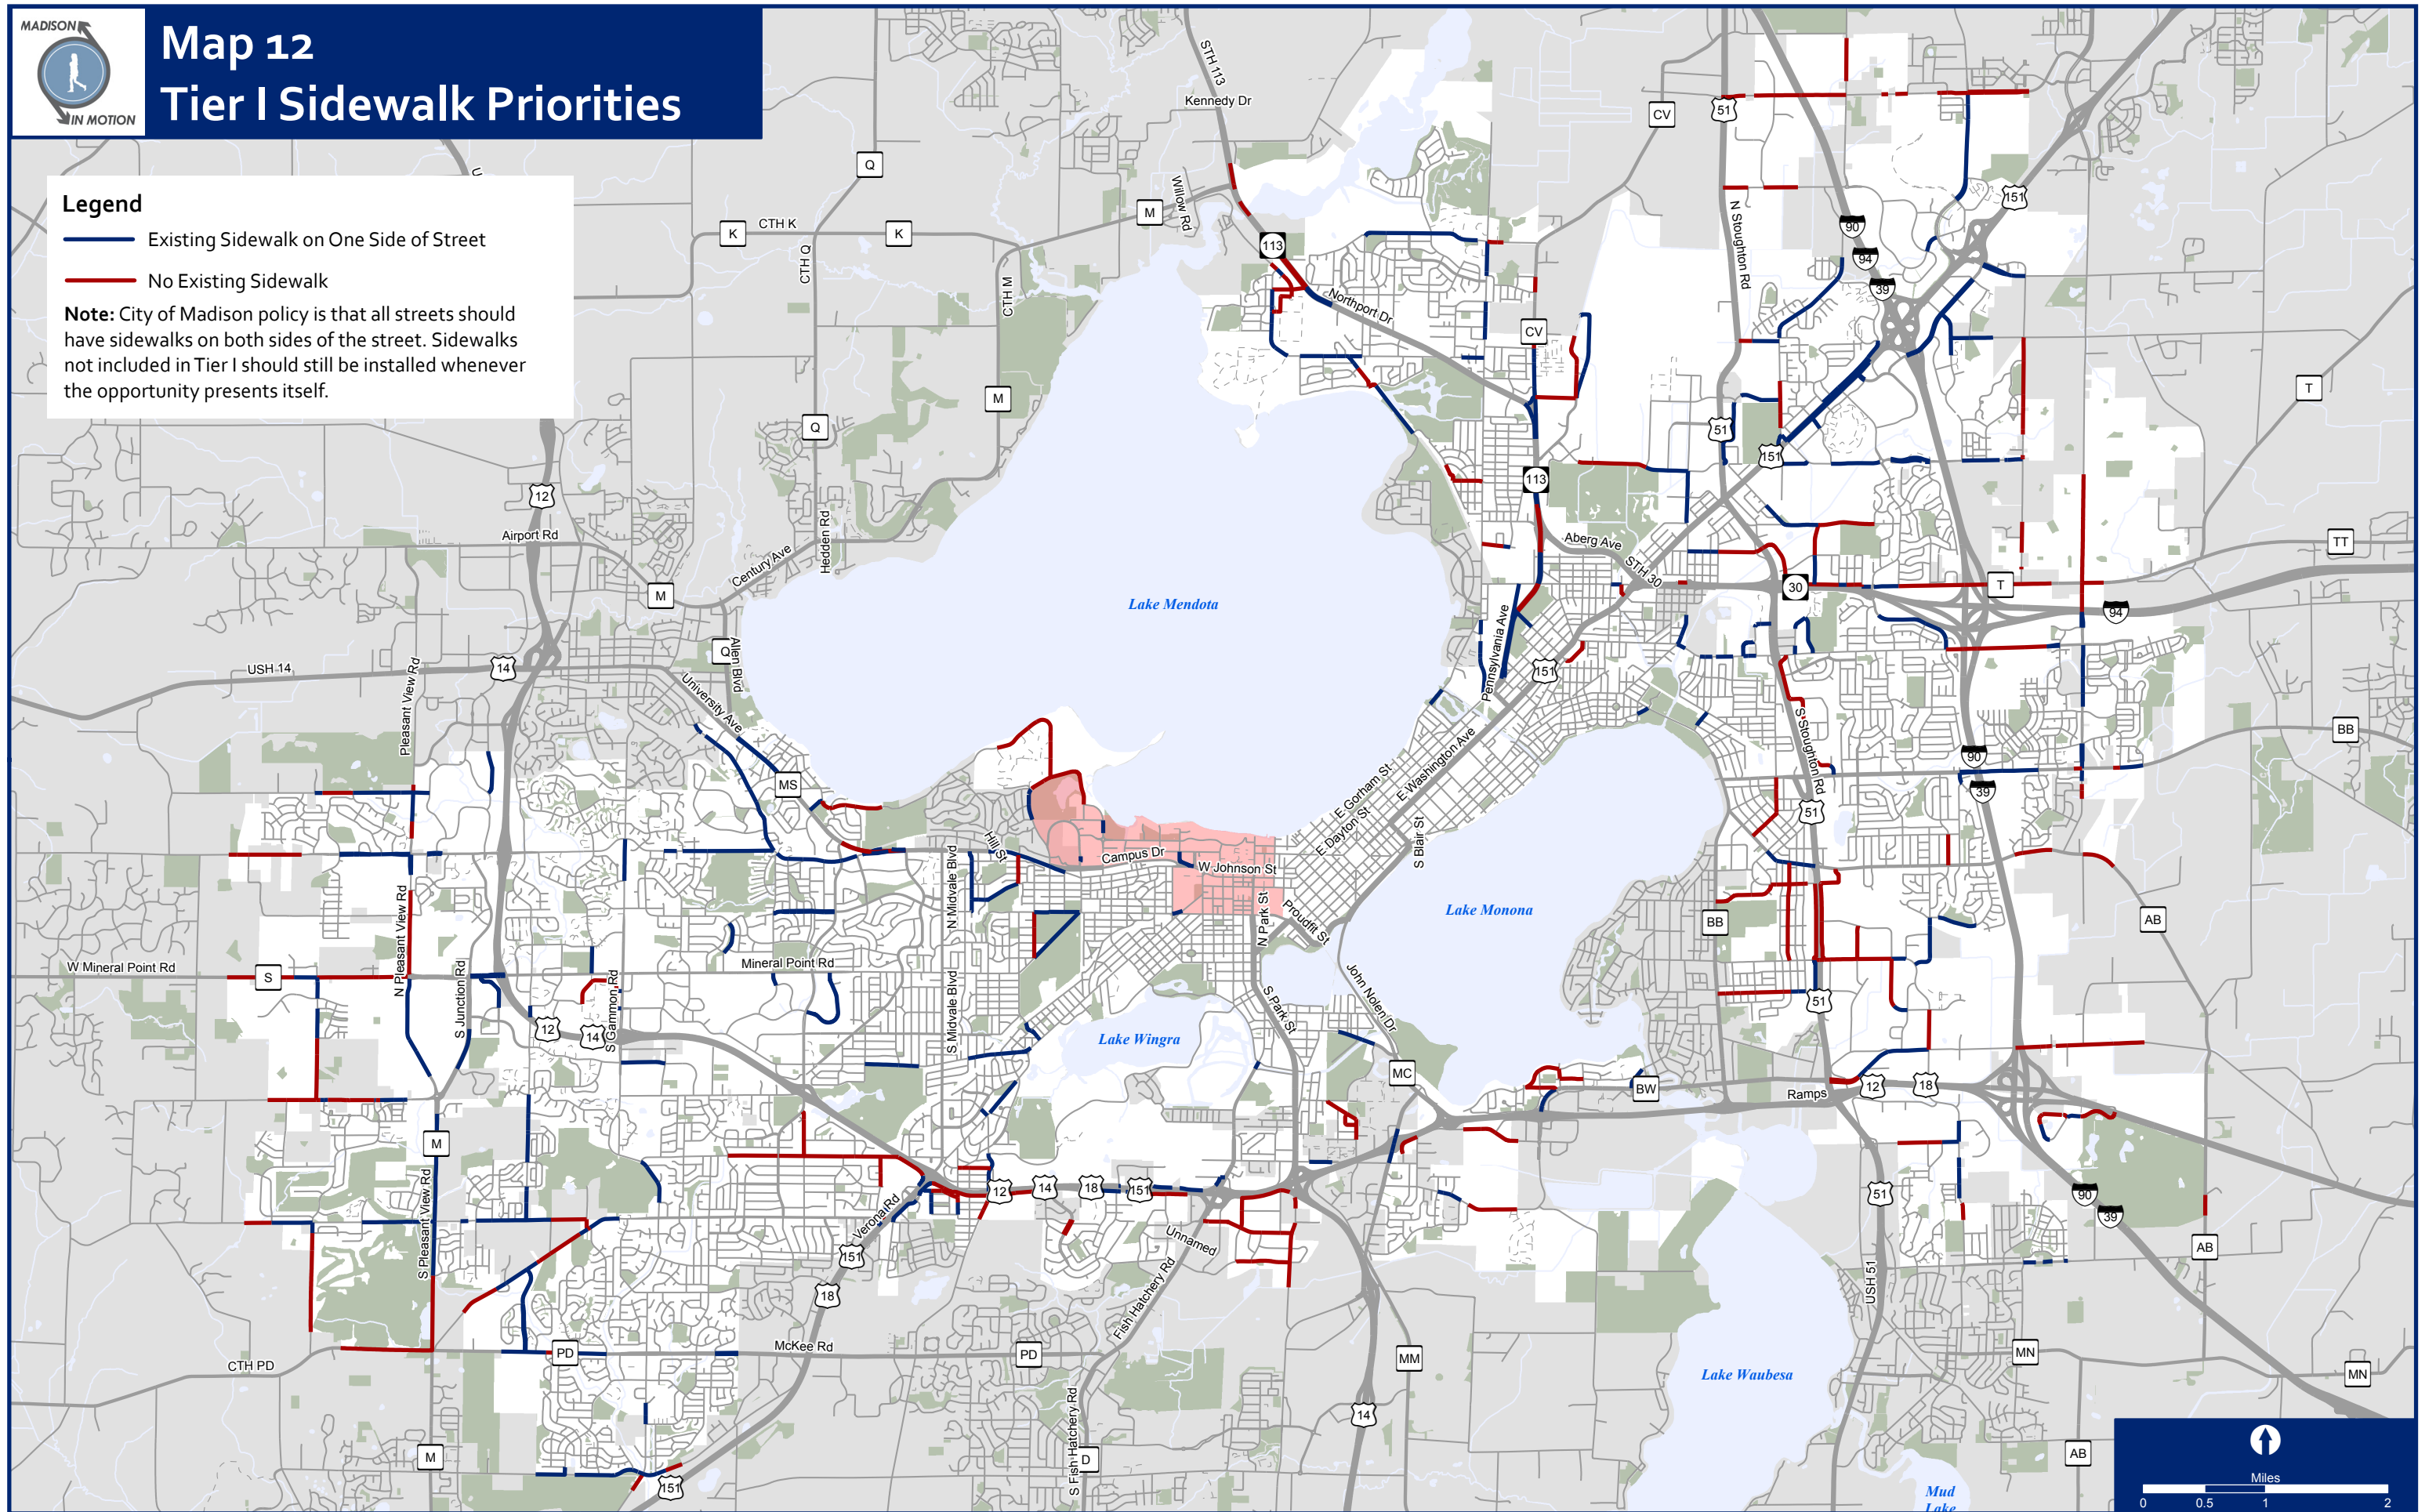 MADISON
IN MOTION
Map 12
Tier I Sidewalk Priorities
Legend
Existing Sidewalk on One Side of Street
No Existing Sidewalk
Note: City of Madison policy is that all streets should
have sidewalks on both sides of the street. Sidewalks
not included in Tier I should still be installed whenever
the opportunity presents itself.
U
STH 113
Kennedy Dr
CV
51
Q
Willow Rd
M
K
CTH K
K
CTH Q
CTH M
113
N Stoughton Rd
90
94
39
151
Northport Dr
CV
M
T
Q
51
151
12
113
Airport Rd
Hedden Rd
Century Ave
Aberg Ave
STH 30
TT
M
30
T
94
Lake Mendota
Pennsylvania Ave
Q
Allen Blvd
USH 14
14
Pleasant View Rd
University Ave
151
S Stoughton Rd
BB
90
39
MS
E Gorham St
E Washington Ave
E Dayton St
S Blair St
51
Hill St
Campus Dr
W Johnson St
N Midvale Blvd
N Park St
Proudfit St
Lake Monona
BB
AB
N Pleasant View Rd
W Mineral Point Rd
S
Mineral Point Rd
S Junction Rd
S Gammon Rd
S Midvale Blvd
John Nolen Dr
S Park St
51
12
14
Lake Wingra
MC
BW
Ramps
12
18
M
S Pleasant View Rd
12
14
18
151
Verona Rd
151
Unnamed
Fish Hatchery Rd
51
90
39
AB
USH 51
18
McKee Rd
PD
PD
CTH PD
MM
MN
MN
Lake Waubesa
14
S Fish Hatchery Rd
D
M
151
AB
Mud
Lake
Miles
0 0.5 1 2